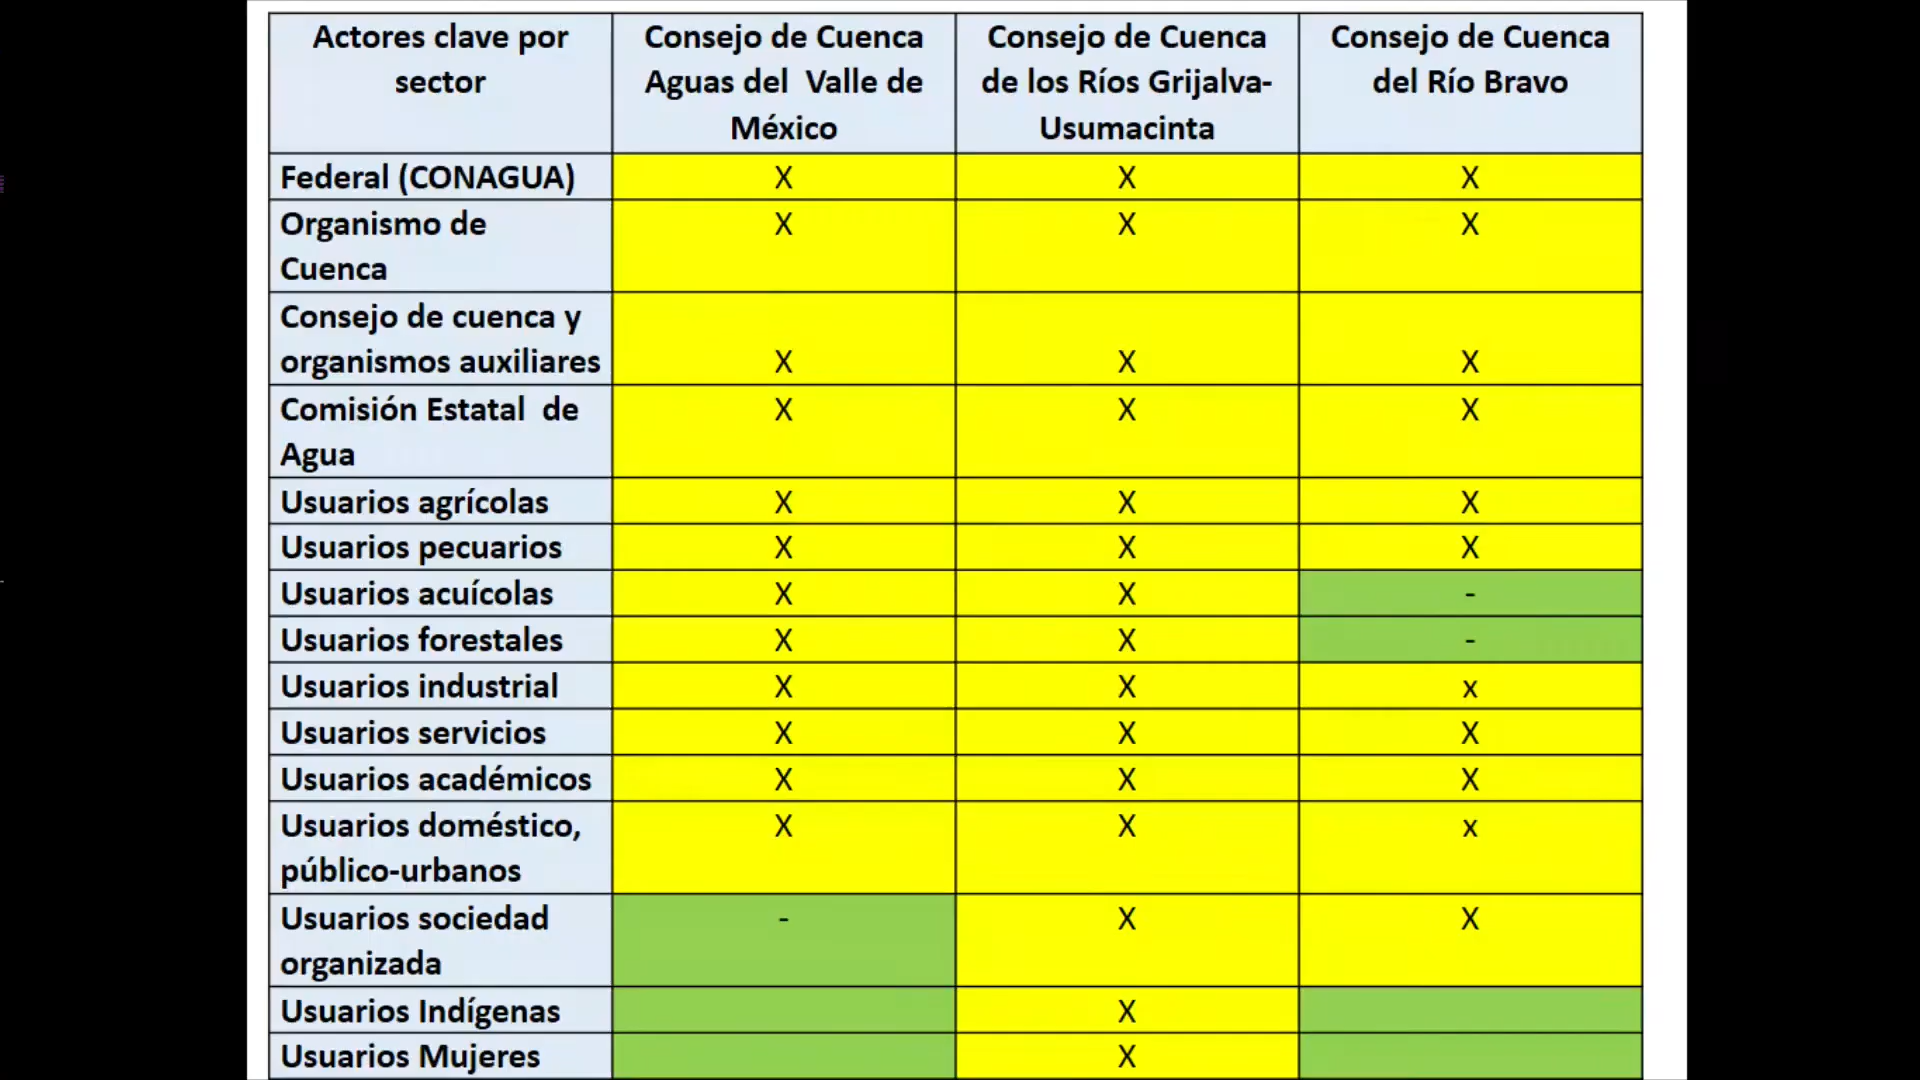 Actores clave por sector | Consejo de Cuenca Aguas del Valle de México | Consejo de Cuenca de los Ríos Grijalva-Usumacinta | Consejo de Cuenca del Río Bravo
Federal (CONAGUA) | X | X | X
Organismo de Cuenca | X | X | X
Consejo de cuenca y organismos auxiliares | X | X | X
Comisión Estatal de Agua | X | X | X
Usuarios agrícolas | X | X | X
Usuarios pecuarios | X | X | X
Usuarios acuícolas | X | X | -
Usuarios forestales | X | X | -
Usuarios industrial | X | X | x
Usuarios servicios | X | X | X
Usuarios académicos | X | X | X
Usuarios doméstico, público-urbanos | X | X | x
Usuarios sociedad organizada | - | X | X
Usuarios Indígenas | | X |
Usuarios Mujeres | | X |